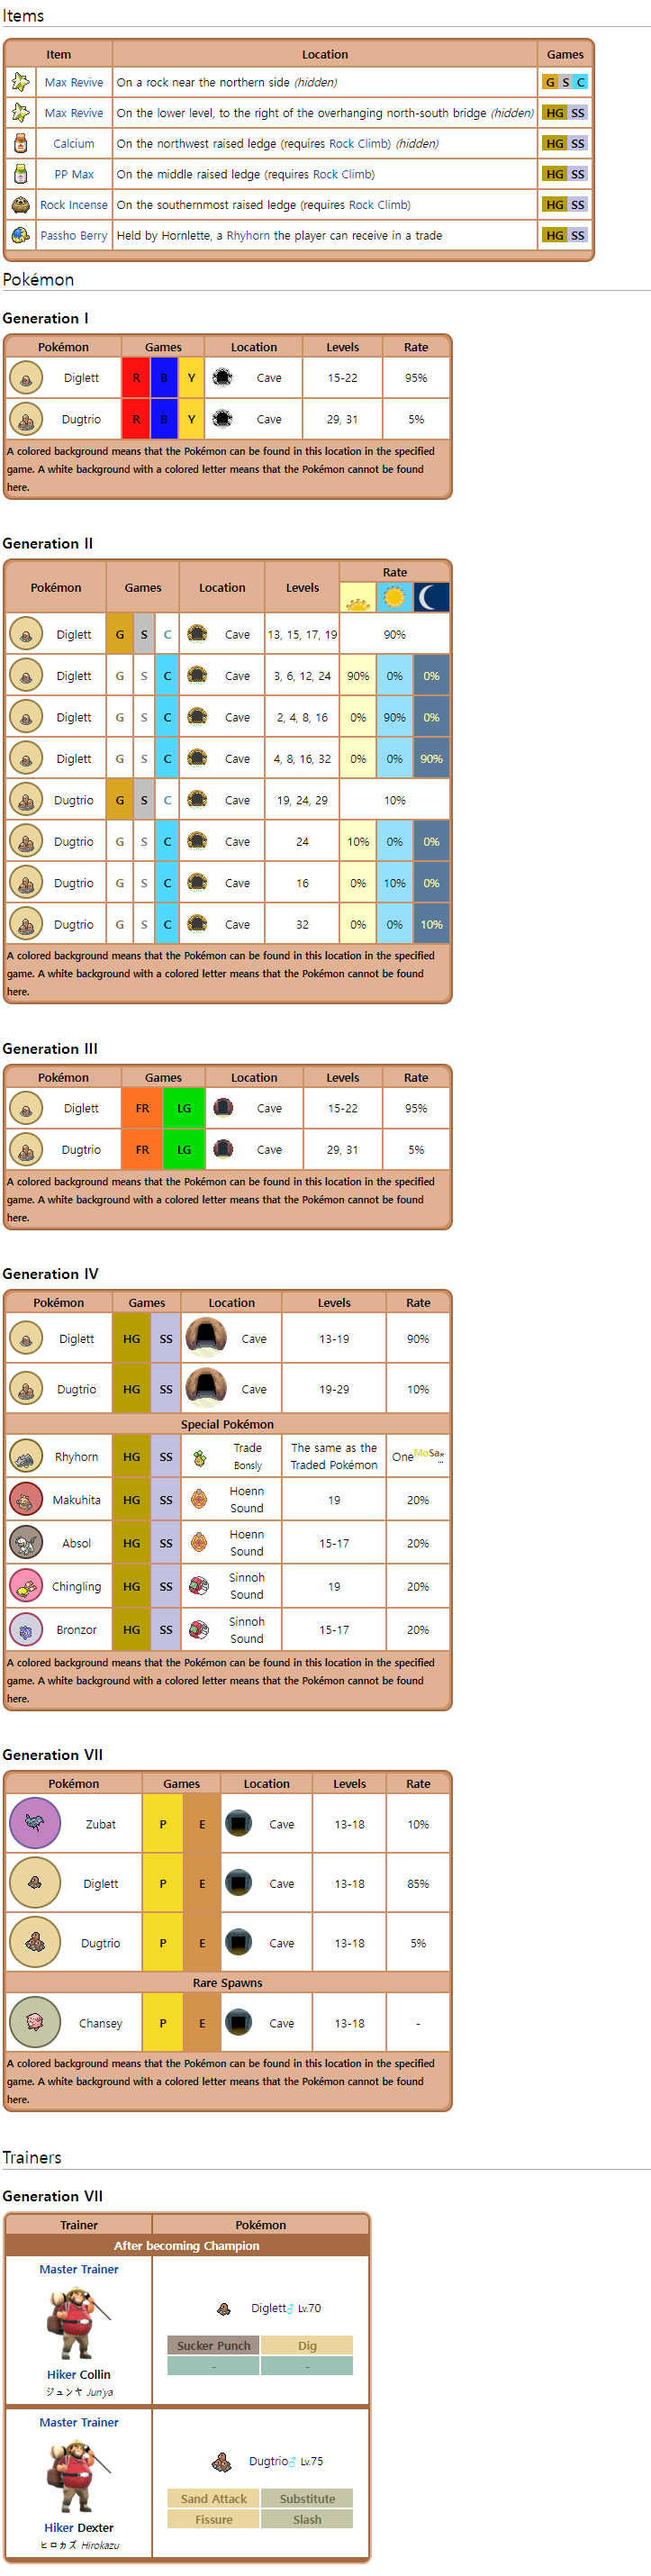 Items
Item Location Games
Max Revive On a rock near the northern side (hidden) G S C
Max Revive On the lower level, to the right of the overhanging north-south bridge (hidden) HG SS
Calcium On the northwest raised ledge (requires Rock Climb) (hidden) HG SS
PP Max On the middle raised ledge (requires Rock Climb) HG SS
Rock Incense On the southernmost raised ledge (requires Rock Climb) HG SS
Passho Berry Held by Hornlette, a Rhyhorn the player can receive in a trade HG SS
Pokémon
Generation I
Pokémon Games Location Levels Rate
Diglett R B Y Cave 15-22 95%
Dugtrio R B Y Cave 29, 31 5%
A colored background means that the Pokémon can be found in this location in the specified
game. A white background with a colored letter means that the Pokémon cannot be found
here.
Generation II
Pokémon Games Location Levels Rate
Diglett G S C Cave 13, 15, 17, 19 90%
Diglett G S C Cave 3, 6, 12, 24 90% 0% 0%
Diglett G S C Cave 2, 4, 8, 16 0% 90% 0%
Diglett G S C Cave 4, 8, 16, 32 0% 0% 90%
Dugtrio G S C Cave 19, 24, 29 10%
Dugtrio G S C Cave 24 10% 0% 0%
Dugtrio G S C Cave 16 0% 10% 0%
Dugtrio G S C Cave 32 0% 0% 10%
A colored background means that the Pokémon can be found in this location in the specified
game. A white background with a colored letter means that the Pokémon cannot be found
here.
Generation III
Pokémon Games Location Levels Rate
Diglett FR LG Cave 15-22 95%
Dugtrio FR LG Cave 29, 31 5%
A colored background means that the Pokémon can be found in this location in the specified
game. A white background with a colored letter means that the Pokémon cannot be found
here.
Generation IV
Pokémon Games Location Levels Rate
Diglett HG SS Cave 13-19 90%
Dugtrio HG SS Cave 19-29 10%
Special Pokémon
Rhyhorn HG SS Trade Bonsly The same as the Traded Pokémon One MoSa...
Makuhita HG SS Hoenn Sound 19 20%
Absol HG SS Hoenn Sound 15-17 20%
Chingling HG SS Sinnoh Sound 19 20%
Bronzor HG SS Sinnoh Sound 15-17 20%
A colored background means that the Pokémon can be found in this location in the specified
game. A white background with a colored letter means that the Pokémon cannot be found
here.
Generation VII
Pokémon Games Location Levels Rate
Zubat P E Cave 13-18 10%
Diglett P E Cave 13-18 85%
Dugtrio P E Cave 13-18 5%
Rare Spawns
Chansey P E Cave 13-18 -
A colored background means that the Pokémon can be found in this location in the specified
game. A white background with a colored letter means that the Pokémon cannot be found
here.
Trainers
Generation VII
Trainer Pokémon
After becoming Champion
Master Trainer
Diglett♂ Lv.70
Sucker Punch Dig
- -
Hiker Collin
ジュンヤ Jun'ya
Master Trainer
Dugtrio♂ Lv.75
Sand Attack Substitute
Fissure Slash
Hiker Dexter
ヒロカズ Hirokazu